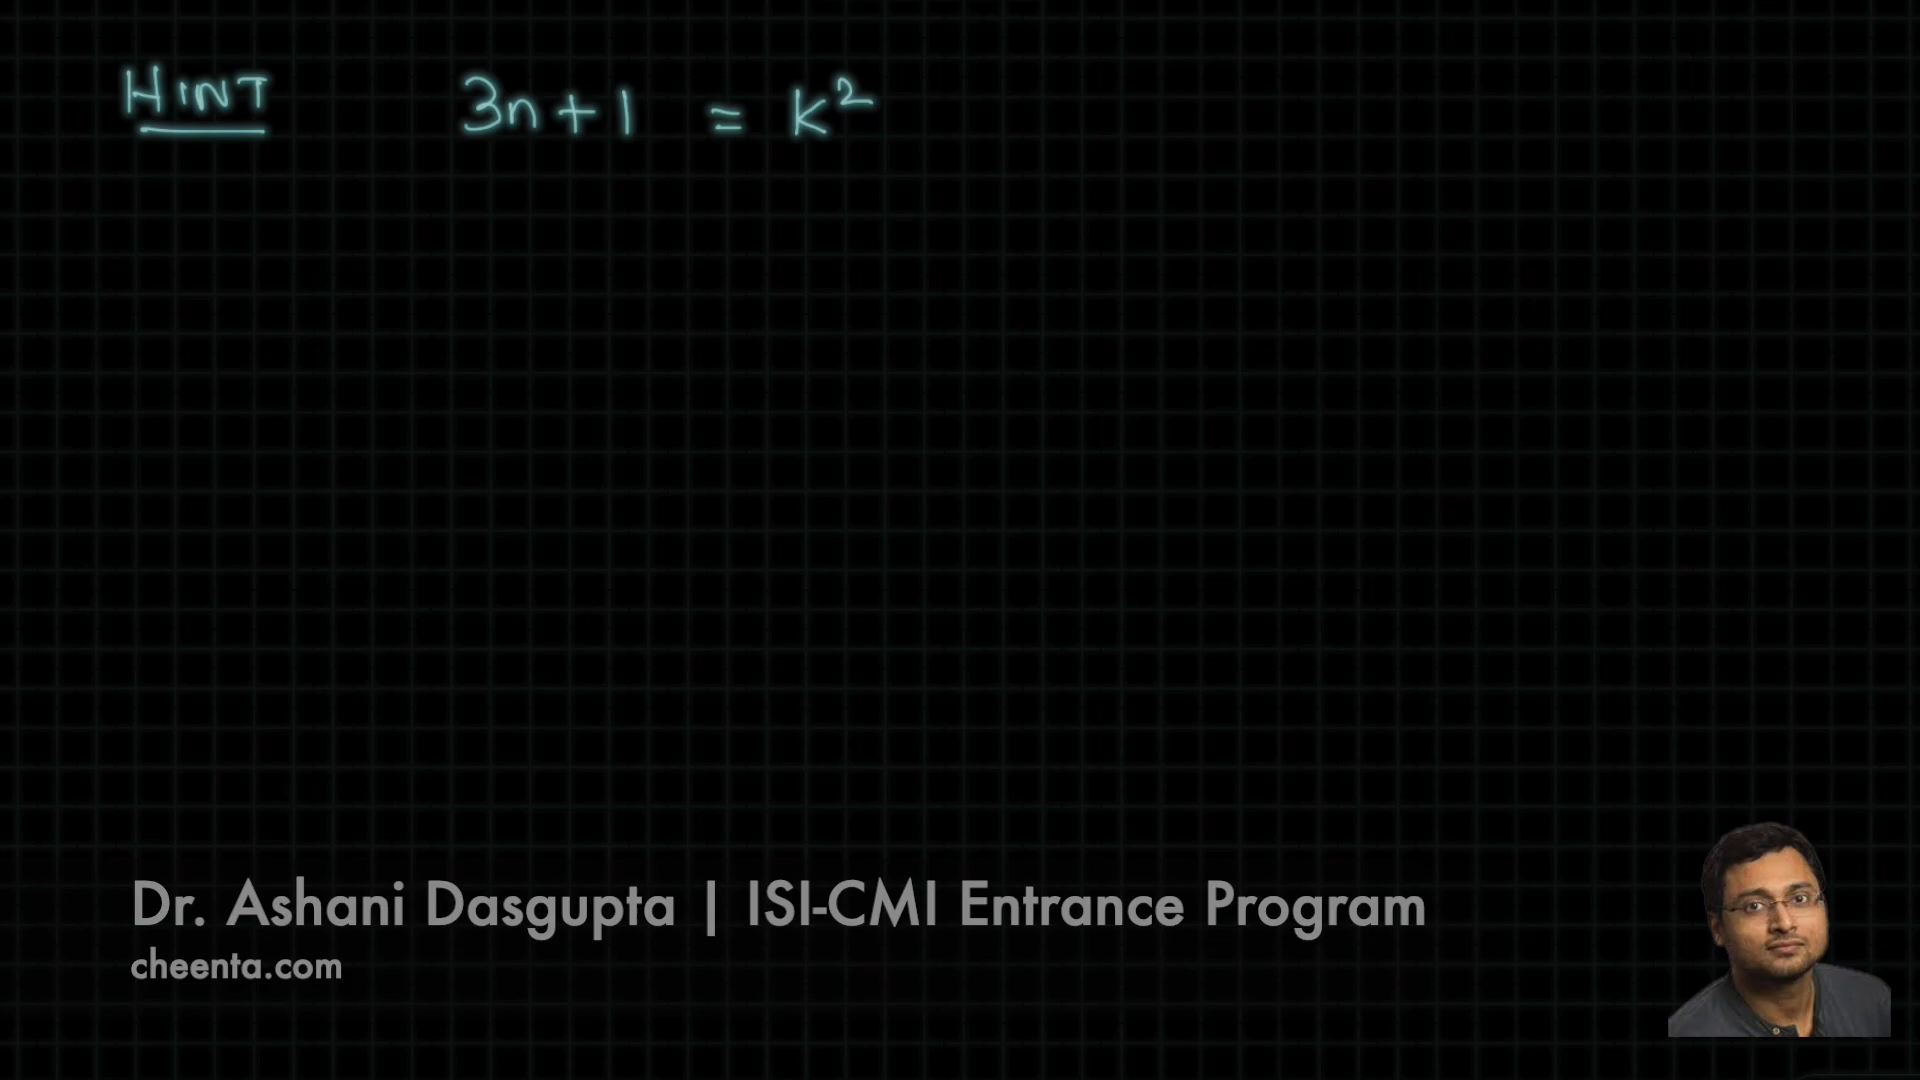 HINT 3n + 1 = k²
Dr. Ashani Dasgupta | ISI-CMI Entrance Program
cheenta.com